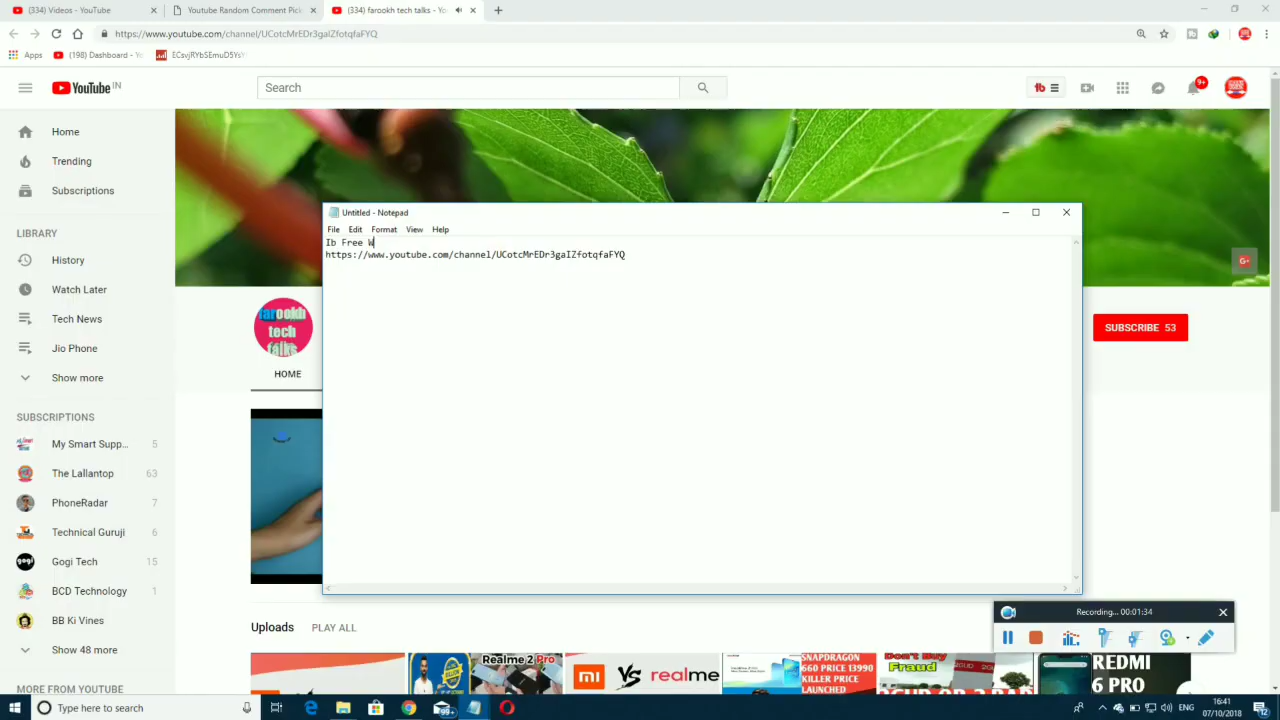 (334) Videos - YouTube
Youtube Random Comment Pick
(334) farookh tech talks - Yo
https://www.youtube.com/channel/UCotcMrEDr3gaIZfotqfaFYQ
Apps
(198) Dashboard - Yo
ECsvjRYbSEmuD5Ys
YouTube IN
Search
tb
9+
Home
Trending
Subscriptions
LIBRARY
History
Watch Later
Tech News
Jio Phone
Show more
SUBSCRIPTIONS
My Smart Supp... 5
The Lallantop 63
PhoneRadar 7
Technical Guruji 6
Gogi Tech 15
BCD Technology 1
BB Ki Vines
Show 48 more
MORE FROM YOUTUBE
Untitled - Notepad
File Edit Format View Help
Ib Free W
https://www.youtube.com/channel/UCotcMrEDr3gaIZfotqfaFYQ
G+
farookh
tech
talks
SUBSCRIBE 53
HOME
Recording... 00:01:34
Uploads PLAY ALL
Realme 2 Pro
mi VS realme
SNAPDRAGON
660 PRICE 13990
KILLER PRICE
LAUNCHED
Don't Buy
Fraud
REDMI
6 PRO
Type here to search
99+
ENG
16:41
07/10/2018
12